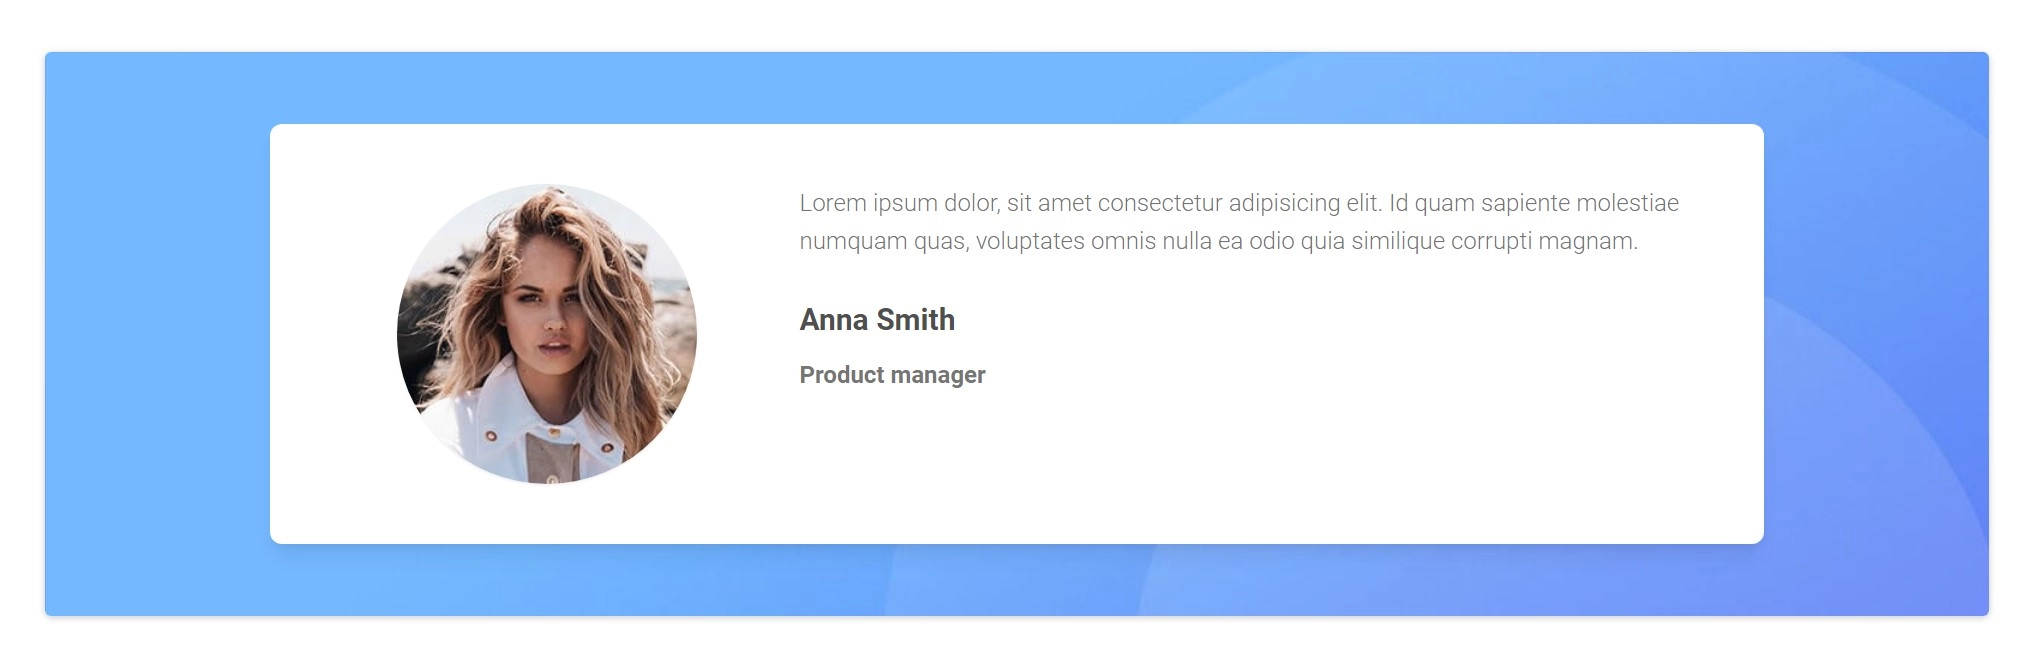 Lorem ipsum dolor, sit amet consectetur adipisicing elit. Id quam sapiente molestiae
numquam quas, voluptates omnis nulla ea odio quia similique corrupti magnam.
Anna Smith
Product manager